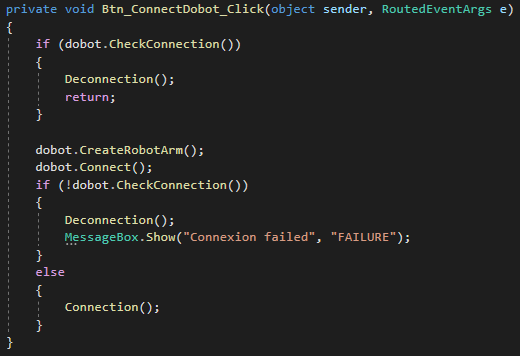 private void Btn_ConnectDobot_Click(object sender, RoutedEventArgs e)
{
if (dobot.CheckConnection())
{
Deconnection();
return;
}
dobot.CreateRobotArm();
dobot.Connect();
if (!dobot.CheckConnection())
{
Deconnection();
MessageBox.Show("Connexion failed", "FAILURE");
}
else
{
Connection();
}
}